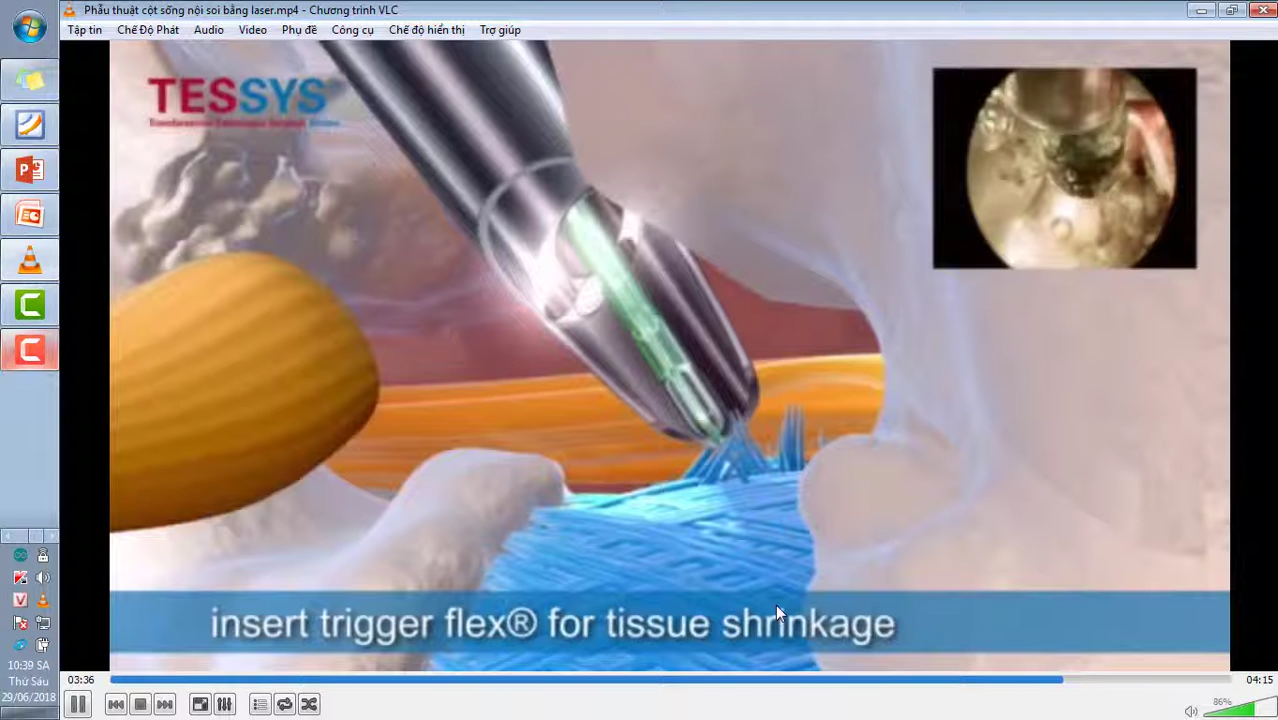 Phẫu thuật cột sống nội soi bằng laser.mp4 - Chương trình VLC
Tập tin Chế Độ Phát Audio Video Phụ đề Công cụ Chế độ hiển thị Trợ giúp
TESSYS
insert trigger flex® for tissue shrinkage
10:39 SA
Thứ Sáu
29/06/2018
03:36
04:15
86%